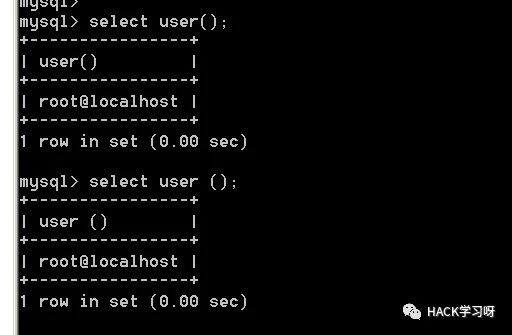 mysql>
mysql> select user();
+----------------+
| user()         |
+----------------+
| root@localhost |
+----------------+
1 row in set (0.00 sec)
mysql> select user ();
+----------------+
| user ()        |
+----------------+
| root@localhost |
+----------------+
1 row in set (0.00 sec)
HACK学习呀